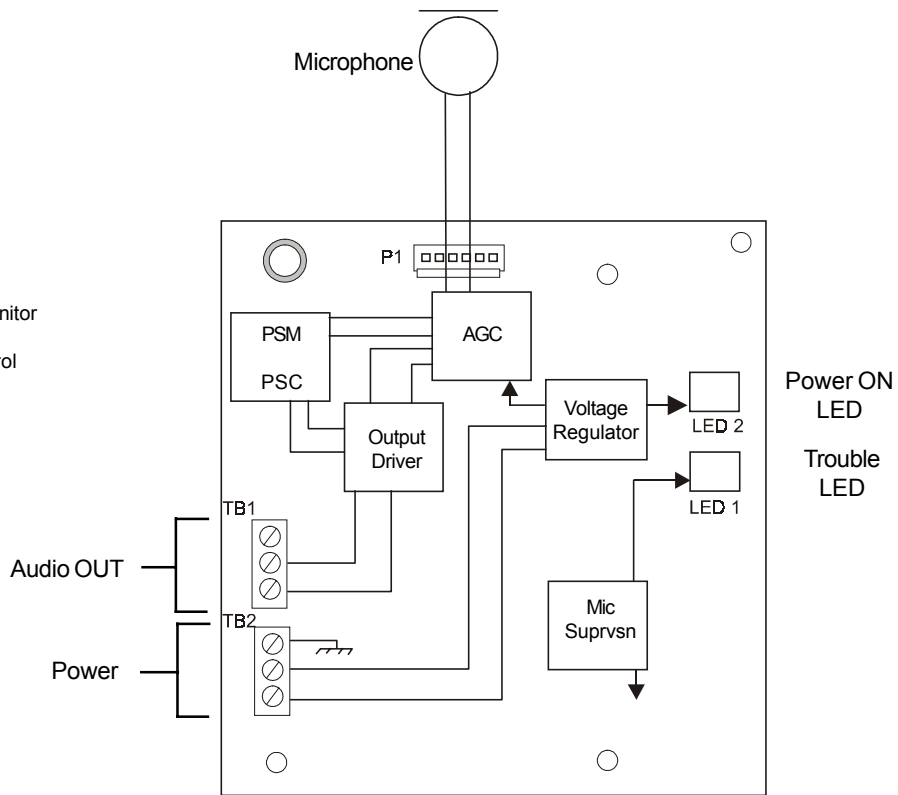 Microphone
P1
nitor
rol
PSM
PSC
AGC
Output
Driver
Voltage
Regulator
LED 2
Power ON
LED
LED 1
Trouble
LED
TB1
Audio OUT
TB2
Power
Mic
Suprvsn